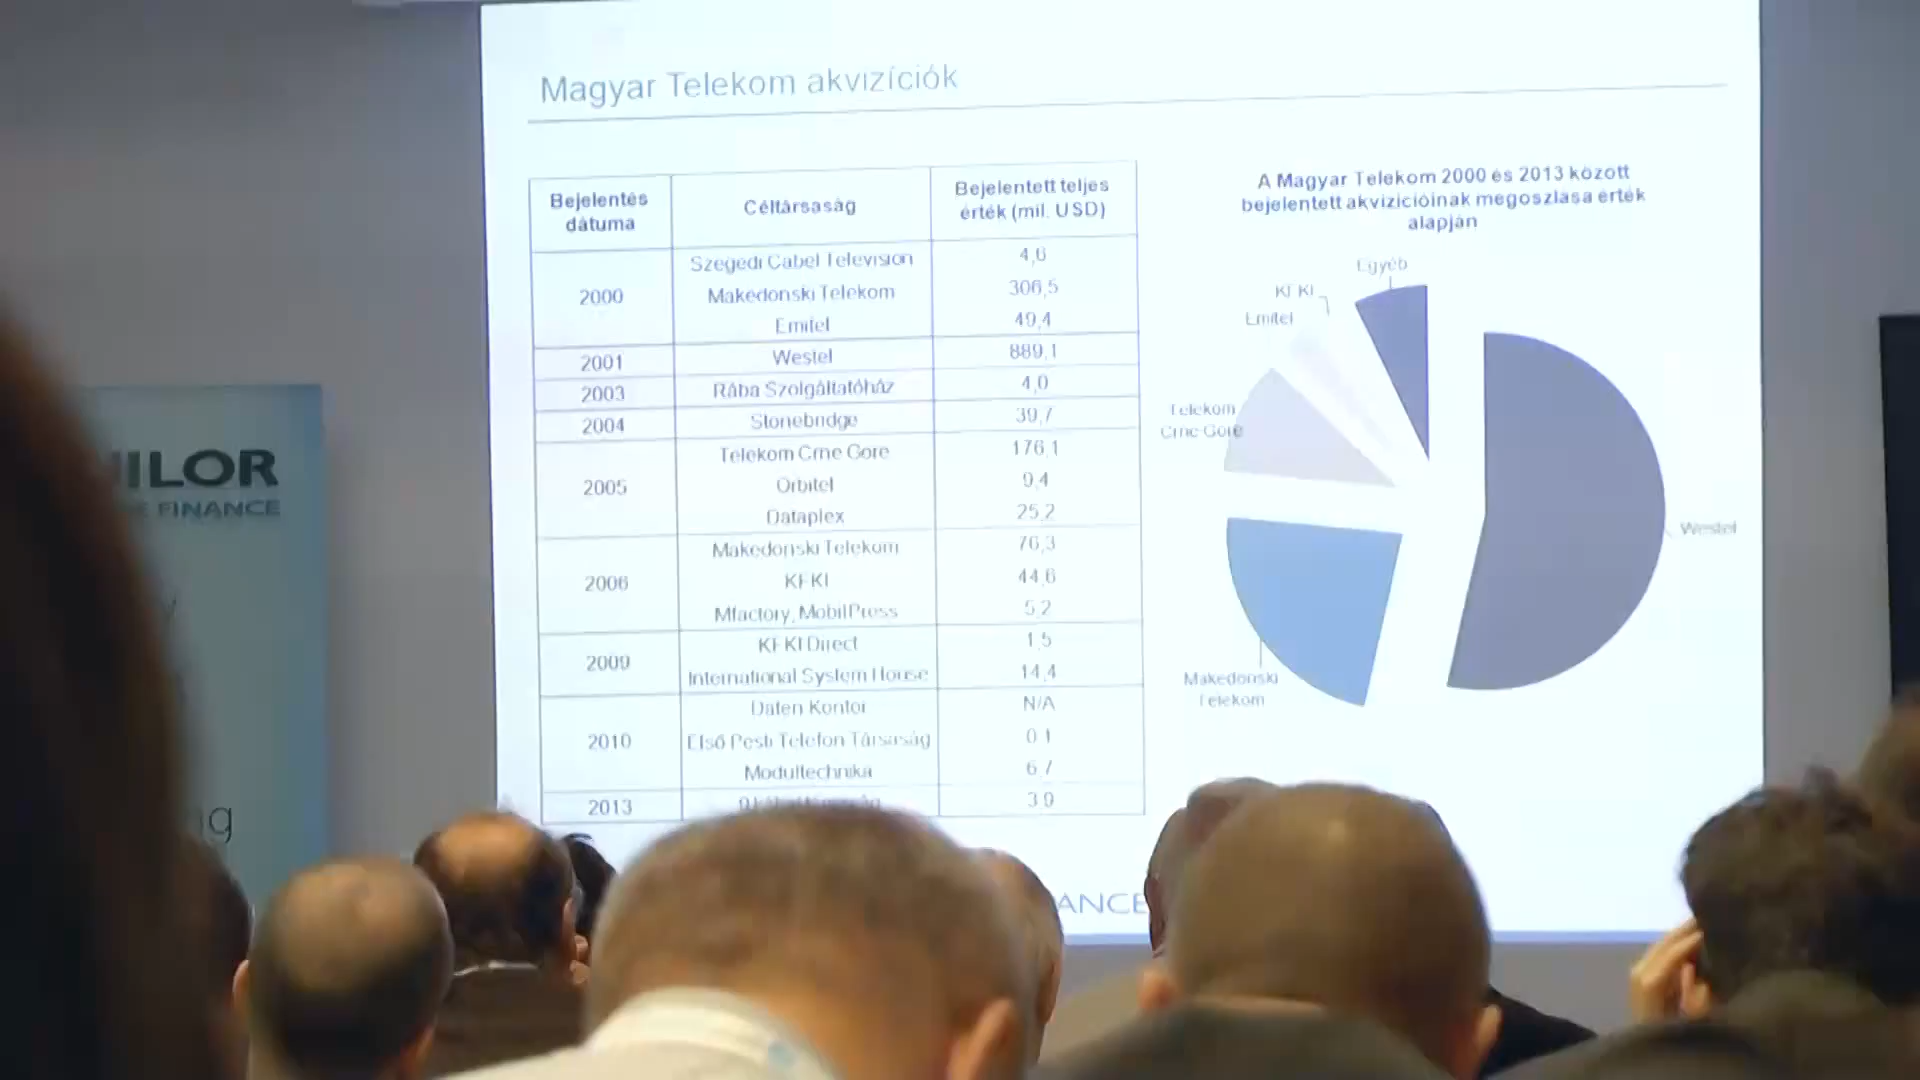 Magyar Telekom akvizíciók
Bejelentés dátuma Céltársaság Bejelentett teljes érték (mil. USD)
2000 Szegedi Cabel Television 4,6
Makedonski Telekom 306,5
Emitel 49,4
2001 Westel 889,1
2003 Rába Szolgáltatóház 4,0
2004 Stonebridge 39,7
2005 Telekom Crne Gore 176,1
Orbitel 9,4
Dataplex 25,2
2006 Makedonski Telekom 76,3
KFKI 44,6
Mfactory, MobilPress 5,2
2009 KFKI Direct 1,5
International System House 14,4
2010 Daten Kontor N/A
Első Pesti Telefon Társaság 0,1
Modultechnika 6,7
2013 3,9
A Magyar Telekom 2000 és 2013 között
bejelentett akvizícióinak megoszlása érték
alapján
Egyéb
KFKI
Emitel
Telekom
Crne Gore
Westel
Makedonski
Telekom
ILOR
FINANCE
ANCE